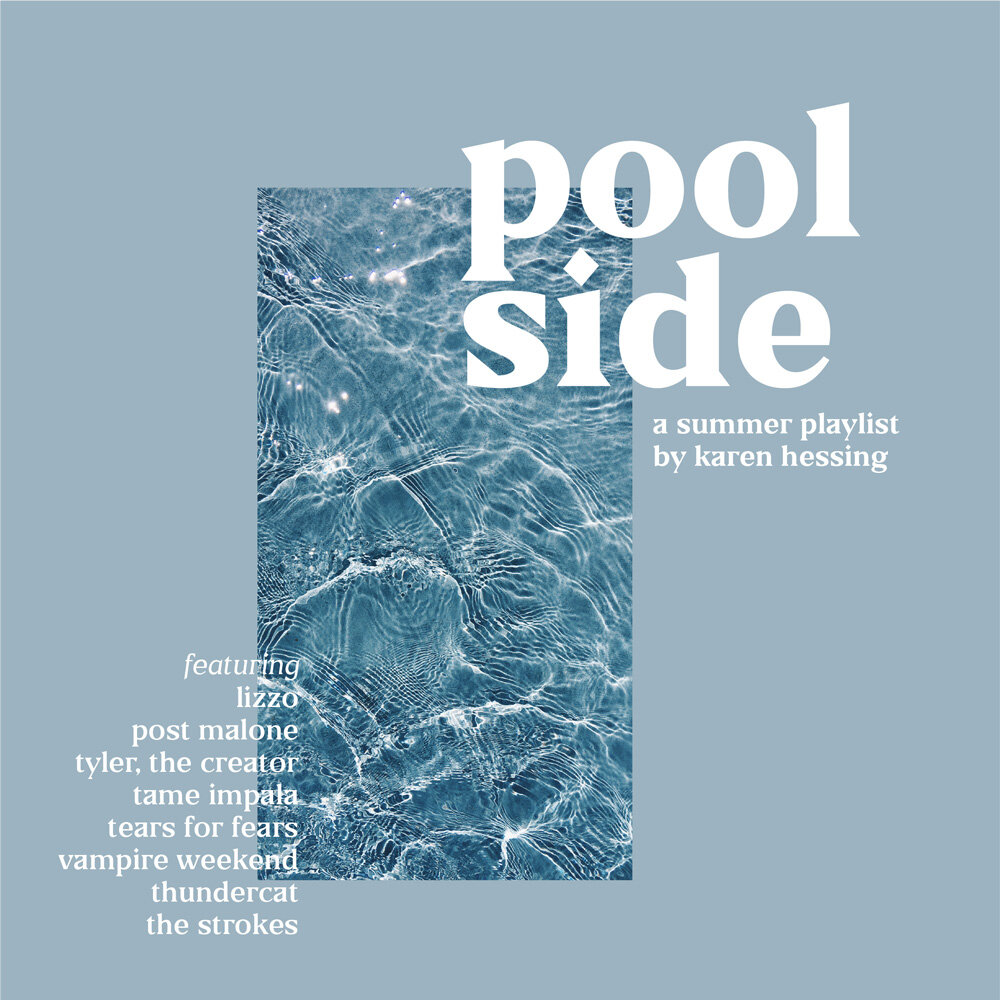 pool
side
a summer playlist
by karen hessing
featuring
lizzo
post malone
tyler, the creator
tame impala
tears for fears
vampire weekend
thundercat
the strokes